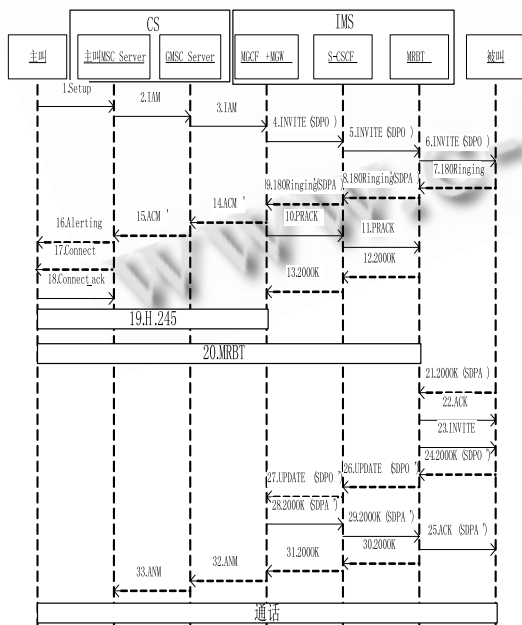 CS
IMS
主叫
主叫MSC Server
GMSC Server
MGCF +MGW
S-CSCF
MRBT
被叫
1.Setup
2.IAM
3.IAM
4.INVITE (SDPO )
5.INVITE (SDPO )
6.INVITE (SDPO )
7.180Ringing
8.180Ringing'(SDPA
9.180Ringing'(SDPA )
14.ACM '
10.PRACK
15.ACM '
16.Alerting
11.PRACK
17.Connect
12.200OK
13.200OK
18.Connect_ack
19.H.245
20.MRBT
21.200OK (SDPA )
22.ACK
23.INVITE
24.200OK (SDPO ")
26.UPDATE (SDPO ")
27.UPDATE (SDPO ")
28.200OK (SDPA ")
29.200OK (SDPA ")
25.ACK (SDPA ")
30.200OK
31.200OK
32.ANM
33.ANM
通话